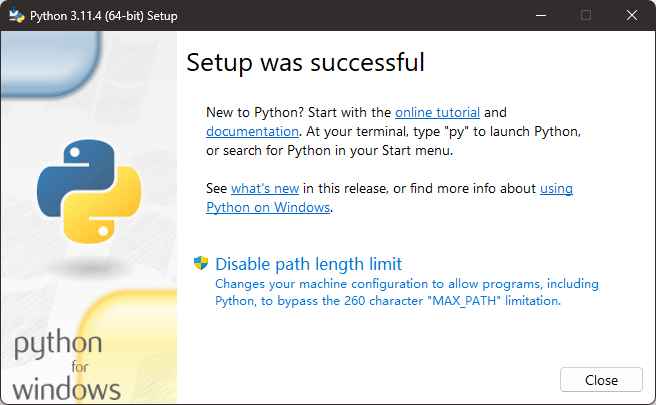 Python 3.11.4 (64-bit) Setup
Setup was successful
New to Python? Start with the online tutorial and
documentation. At your terminal, type "py" to launch Python,
or search for Python in your Start menu.
See what's new in this release, or find more info about using
Python on Windows.
Disable path length limit
Changes your machine configuration to allow programs, including
Python, to bypass the 260 character "MAX_PATH" limitation.
python
for
windows
Close